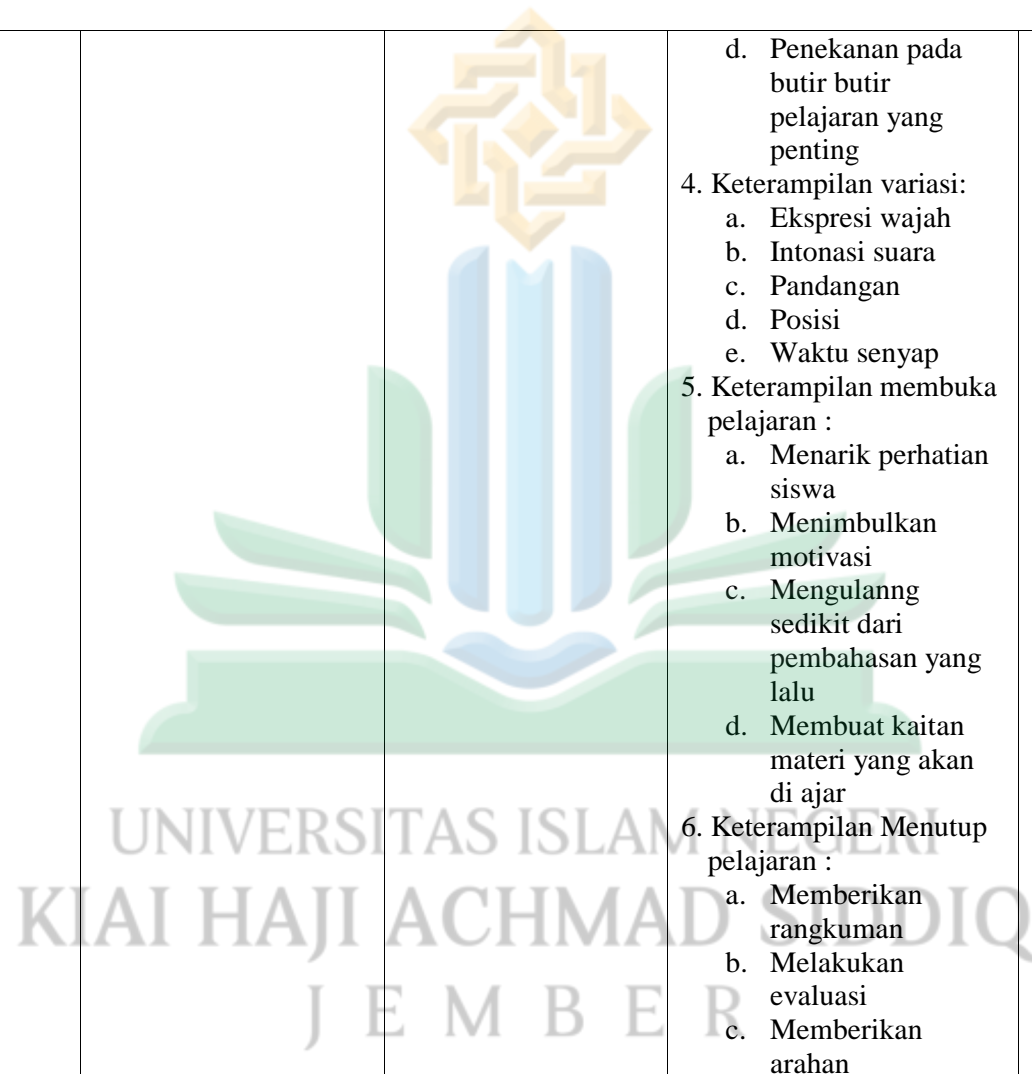 d. Penekanan pada
butir butir
pelajaran yang
penting
4. Keterampilan variasi:
a. Ekspresi wajah
b. Intonasi suara
c. Pandangan
d. Posisi
e. Waktu senyap
5. Keterampilan membuka
pelajaran :
a. Menarik perhatian
siswa
b. Menimbulkan
motivasi
c. Mengulanng
sedikit dari
pembahasan yang
lalu
d. Membuat kaitan
materi yang akan
di ajar
6. Keterampilan Menutup
pelajaran :
a. Memberikan
rangkuman
b. Melakukan
evaluasi
c. Memberikan
arahan
UNIVERSITAS ISLAM NEGERI
KIAI HAJI ACHMAD SIDDIQ
JEMBER